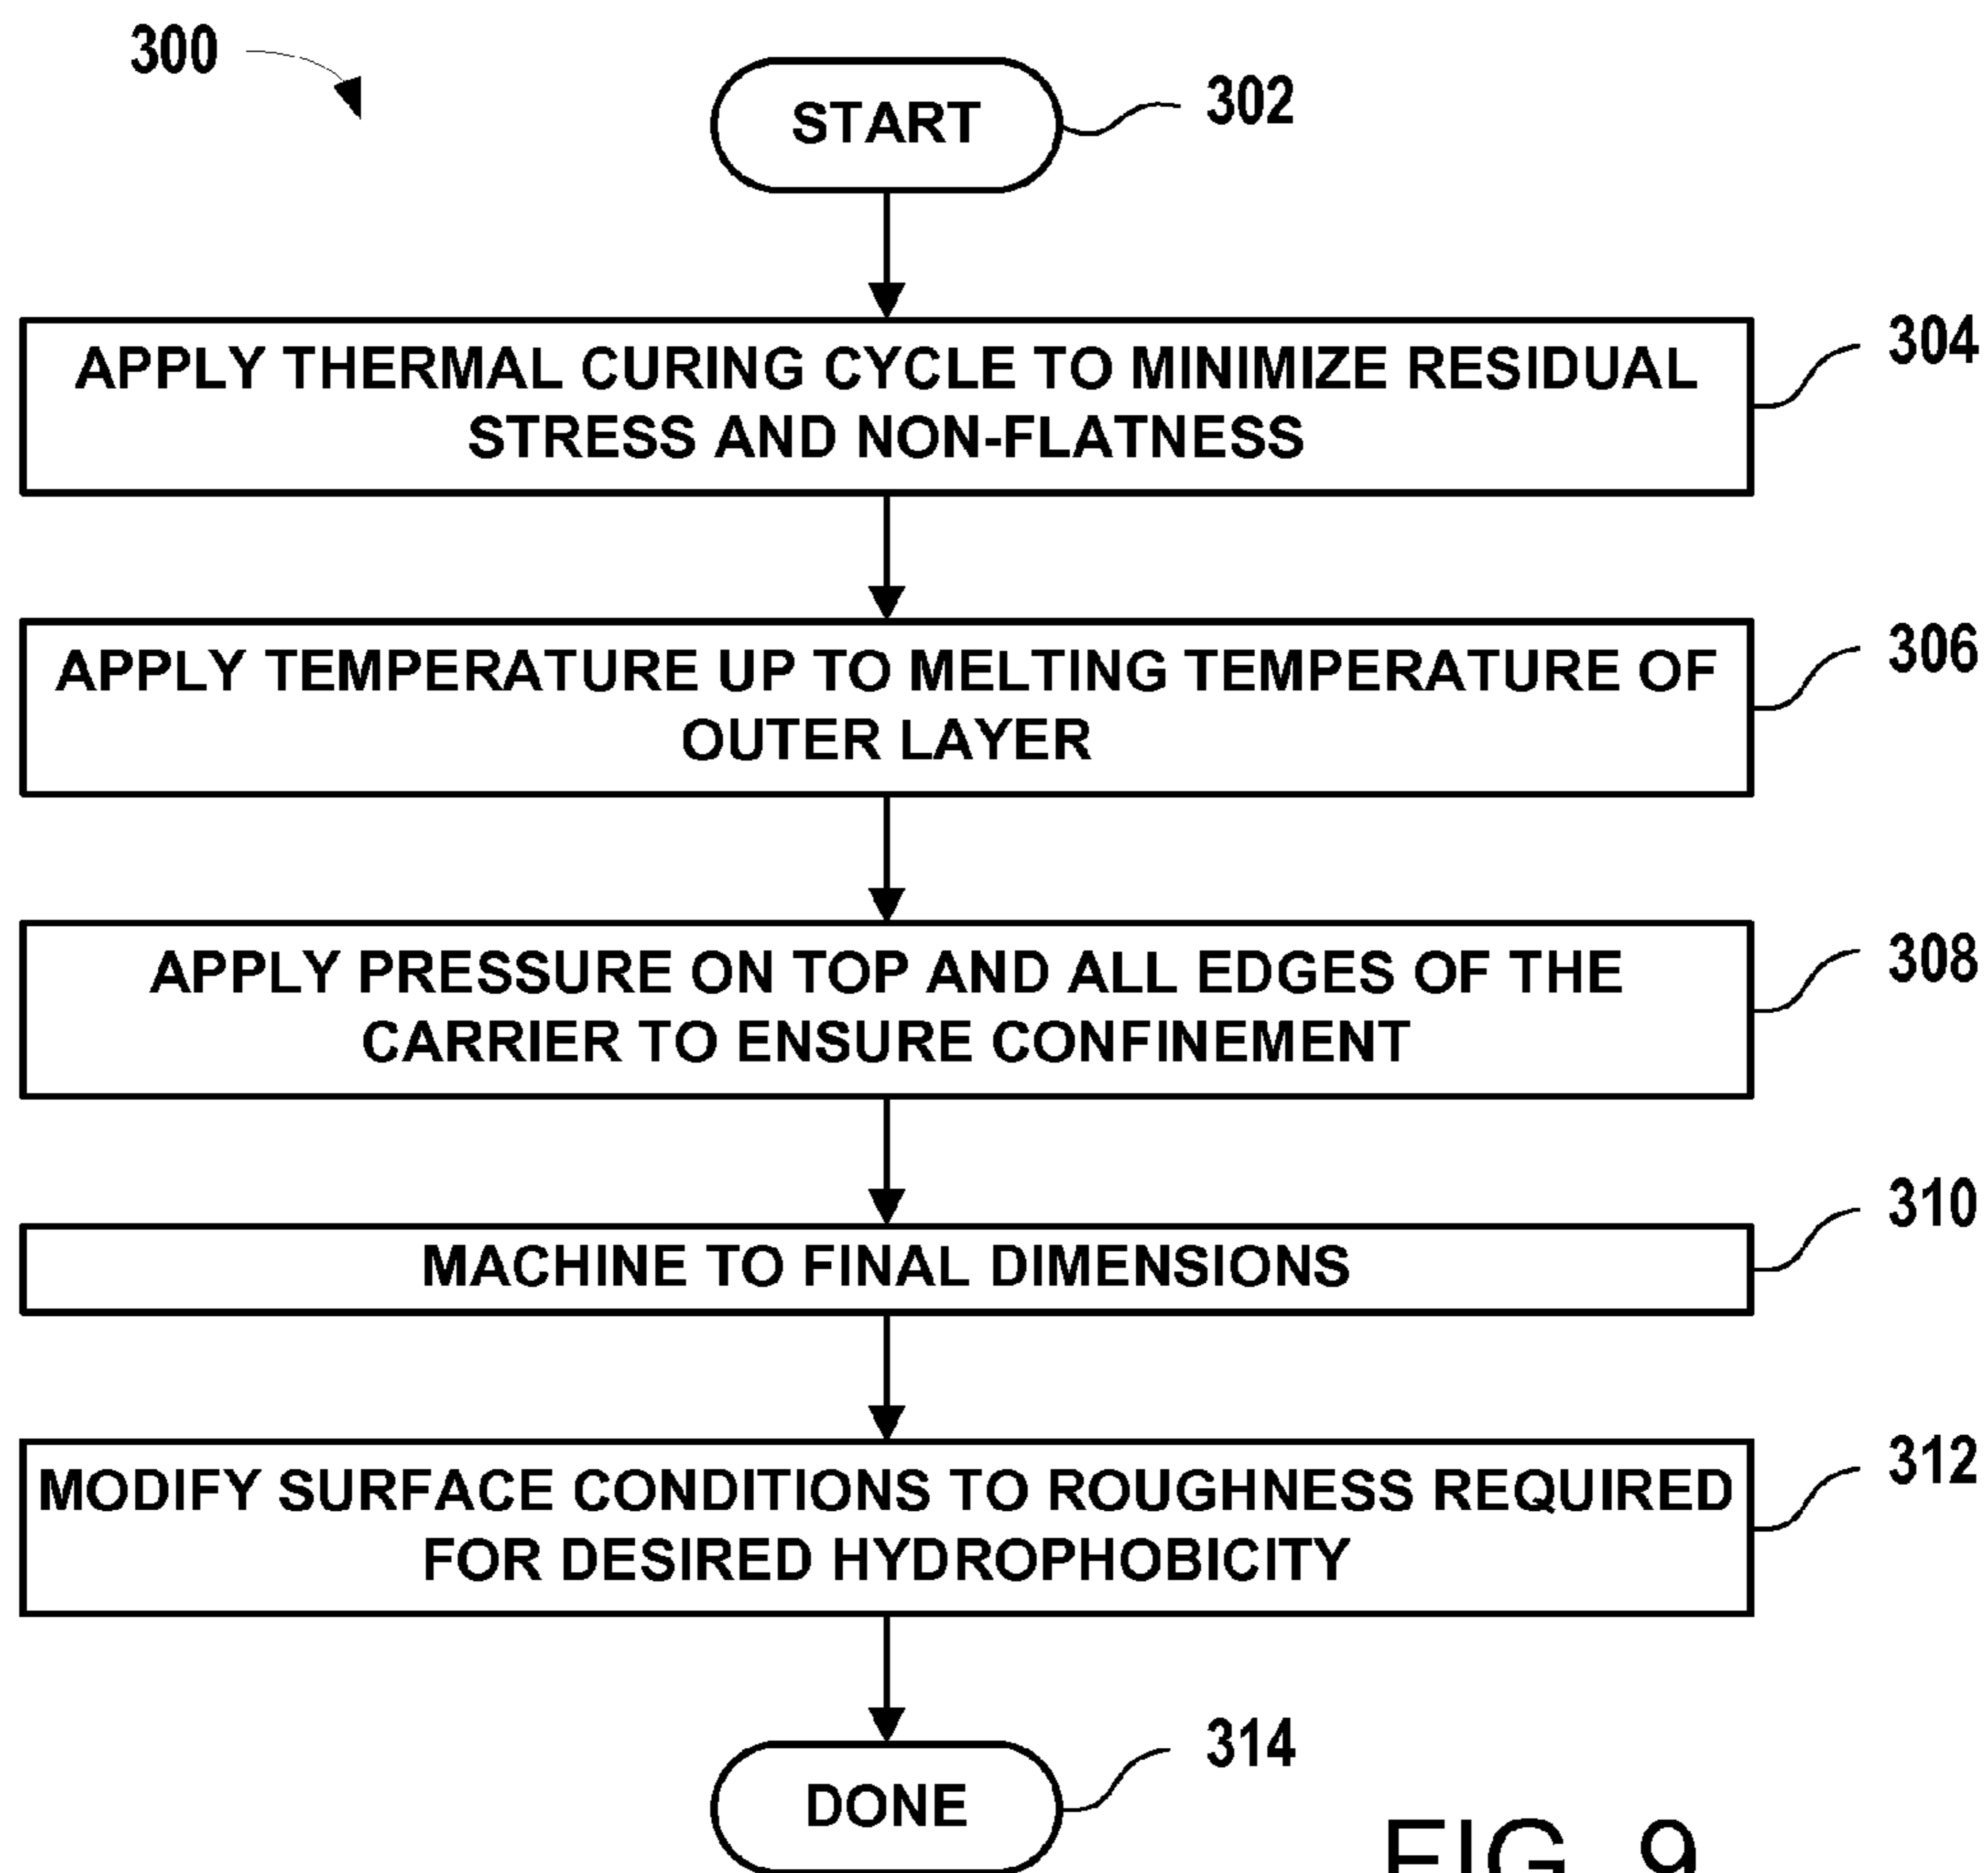 300
START
302
APPLY THERMAL CURING CYCLE TO MINIMIZE RESIDUAL
STRESS AND NON-FLATNESS
304
APPLY TEMPERATURE UP TO MELTING TEMPERATURE OF
OUTER LAYER
306
APPLY PRESSURE ON TOP AND ALL EDGES OF THE
CARRIER TO ENSURE CONFINEMENT
308
MACHINE TO FINAL DIMENSIONS
310
MODIFY SURFACE CONDITIONS TO ROUGHNESS REQUIRED
FOR DESIRED HYDROPHOBICITY
312
DONE
314
FIG. 9